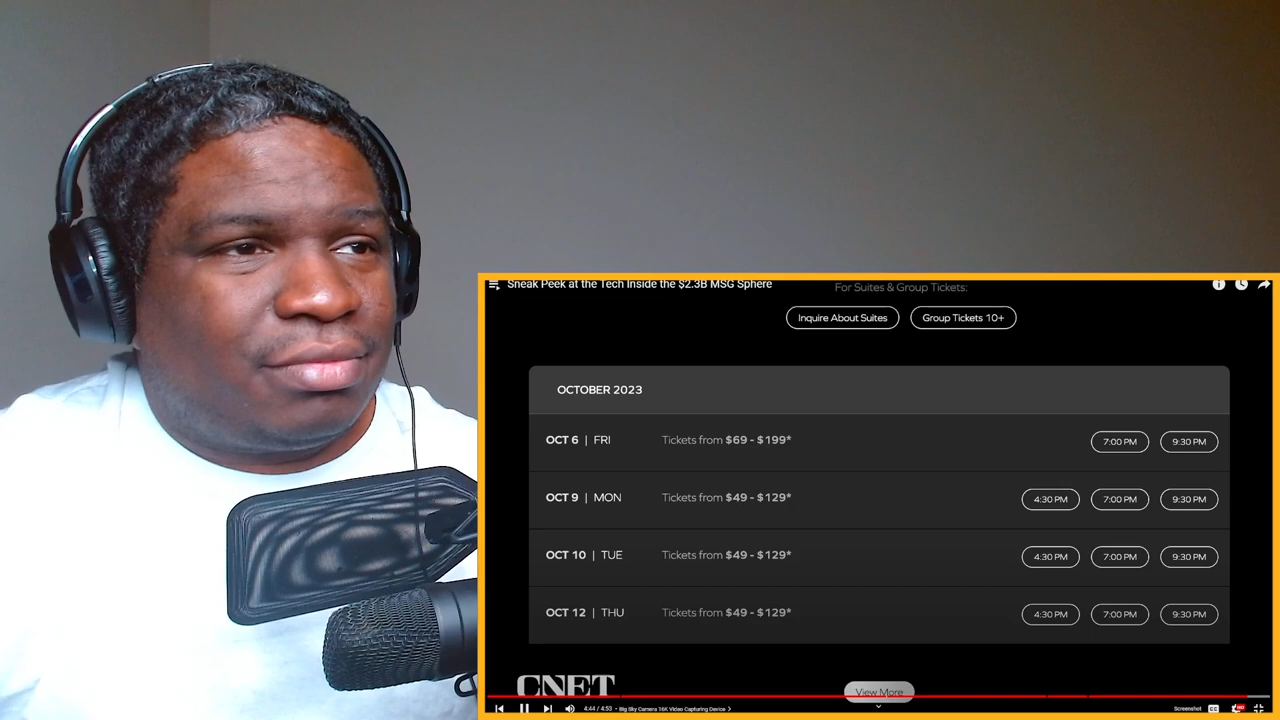 Sneak Peek at the Tech Inside the $2.3B MSG Sphere
For Suites & Group Tickets:
Inquire About Suites Group Tickets 10+
OCTOBER 2023
OCT 6 | FRI Tickets from $69 - $199* 7:00 PM 9:30 PM
OCT 9 | MON Tickets from $49 - $129* 4:30 PM 7:00 PM 9:30 PM
OCT 10 | TUE Tickets from $49 - $129* 4:30 PM 7:00 PM 9:30 PM
OCT 12 | THU Tickets from $49 - $129* 4:30 PM 7:00 PM 9:30 PM
CNET
View More
4:44 / 4:53 • Big Sky Camera 16K Video Capturing Device > Screenshot CC HD